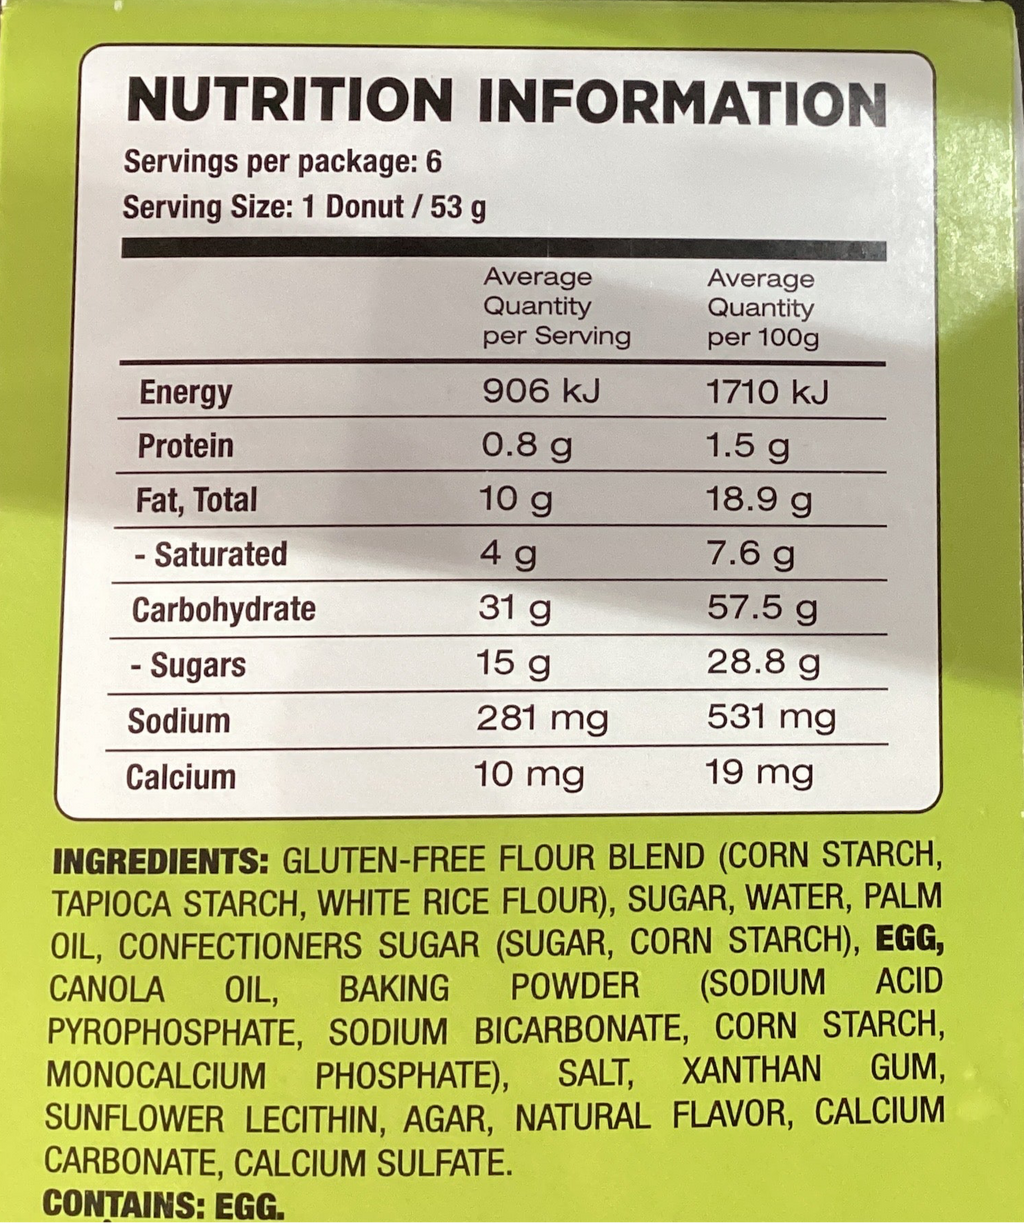 NUTRITION INFORMATION
Servings per package: 6
Serving Size: 1 Donut / 53 g
Average Quantity per Serving Average Quantity per 100g
Energy 906 kJ 1710 kJ
Protein 0.8 g 1.5 g
Fat, Total 10 g 18.9 g
- Saturated 4 g 7.6 g
Carbohydrate 31 g 57.5 g
- Sugars 15 g 28.8 g
Sodium 281 mg 531 mg
Calcium 10 mg 19 mg
INGREDIENTS: GLUTEN-FREE FLOUR BLEND (CORN STARCH,
TAPIOCA STARCH, WHITE RICE FLOUR), SUGAR, WATER, PALM
OIL, CONFECTIONERS SUGAR (SUGAR, CORN STARCH), EGG,
CANOLA OIL, BAKING POWDER (SODIUM ACID
PYROPHOSPHATE, SODIUM BICARBONATE, CORN STARCH,
MONOCALCIUM PHOSPHATE), SALT, XANTHAN GUM,
SUNFLOWER LECITHIN, AGAR, NATURAL FLAVOR, CALCIUM
CARBONATE, CALCIUM SULFATE.
CONTAINS: EGG.